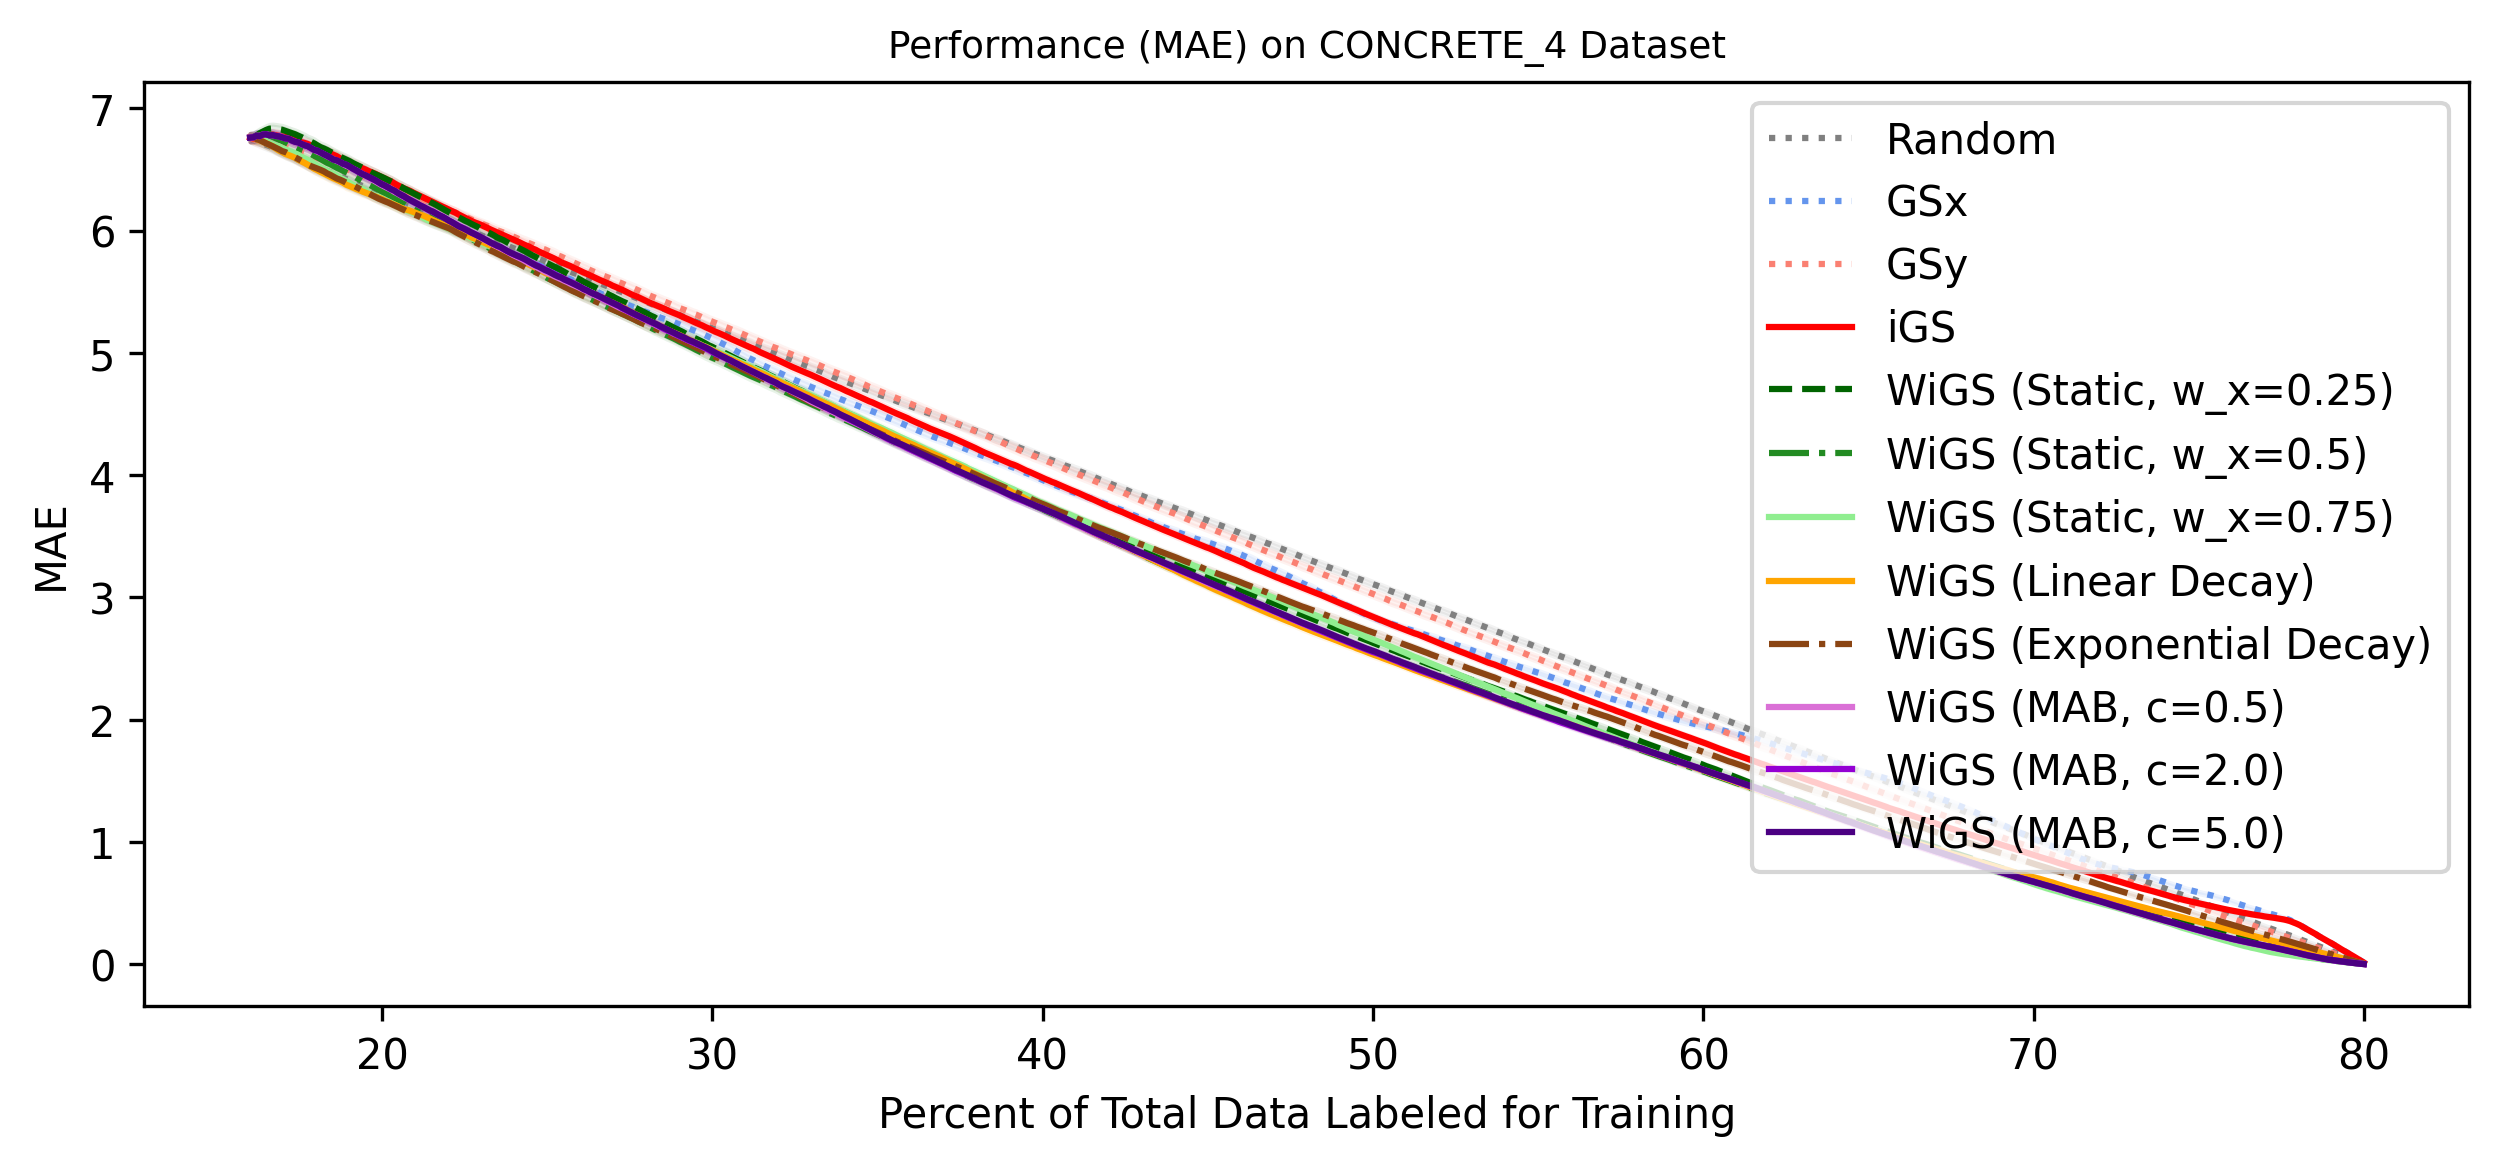 Performance (MAE) on CONCRETE_4 Dataset
7
6
5
4
3
2
1
0
MAE
Random
GSx
GSy
iGS
WiGS (Static, w_x=0.25)
WiGS (Static, w_x=0.5)
WiGS (Static, w_x=0.75)
WiGS (Linear Decay)
WiGS (Exponential Decay)
WiGS (MAB, c=0.5)
WiGS (MAB, c=2.0)
WiGS (MAB, c=5.0)
20 30 40 50 60 70 80
Percent of Total Data Labeled for Training